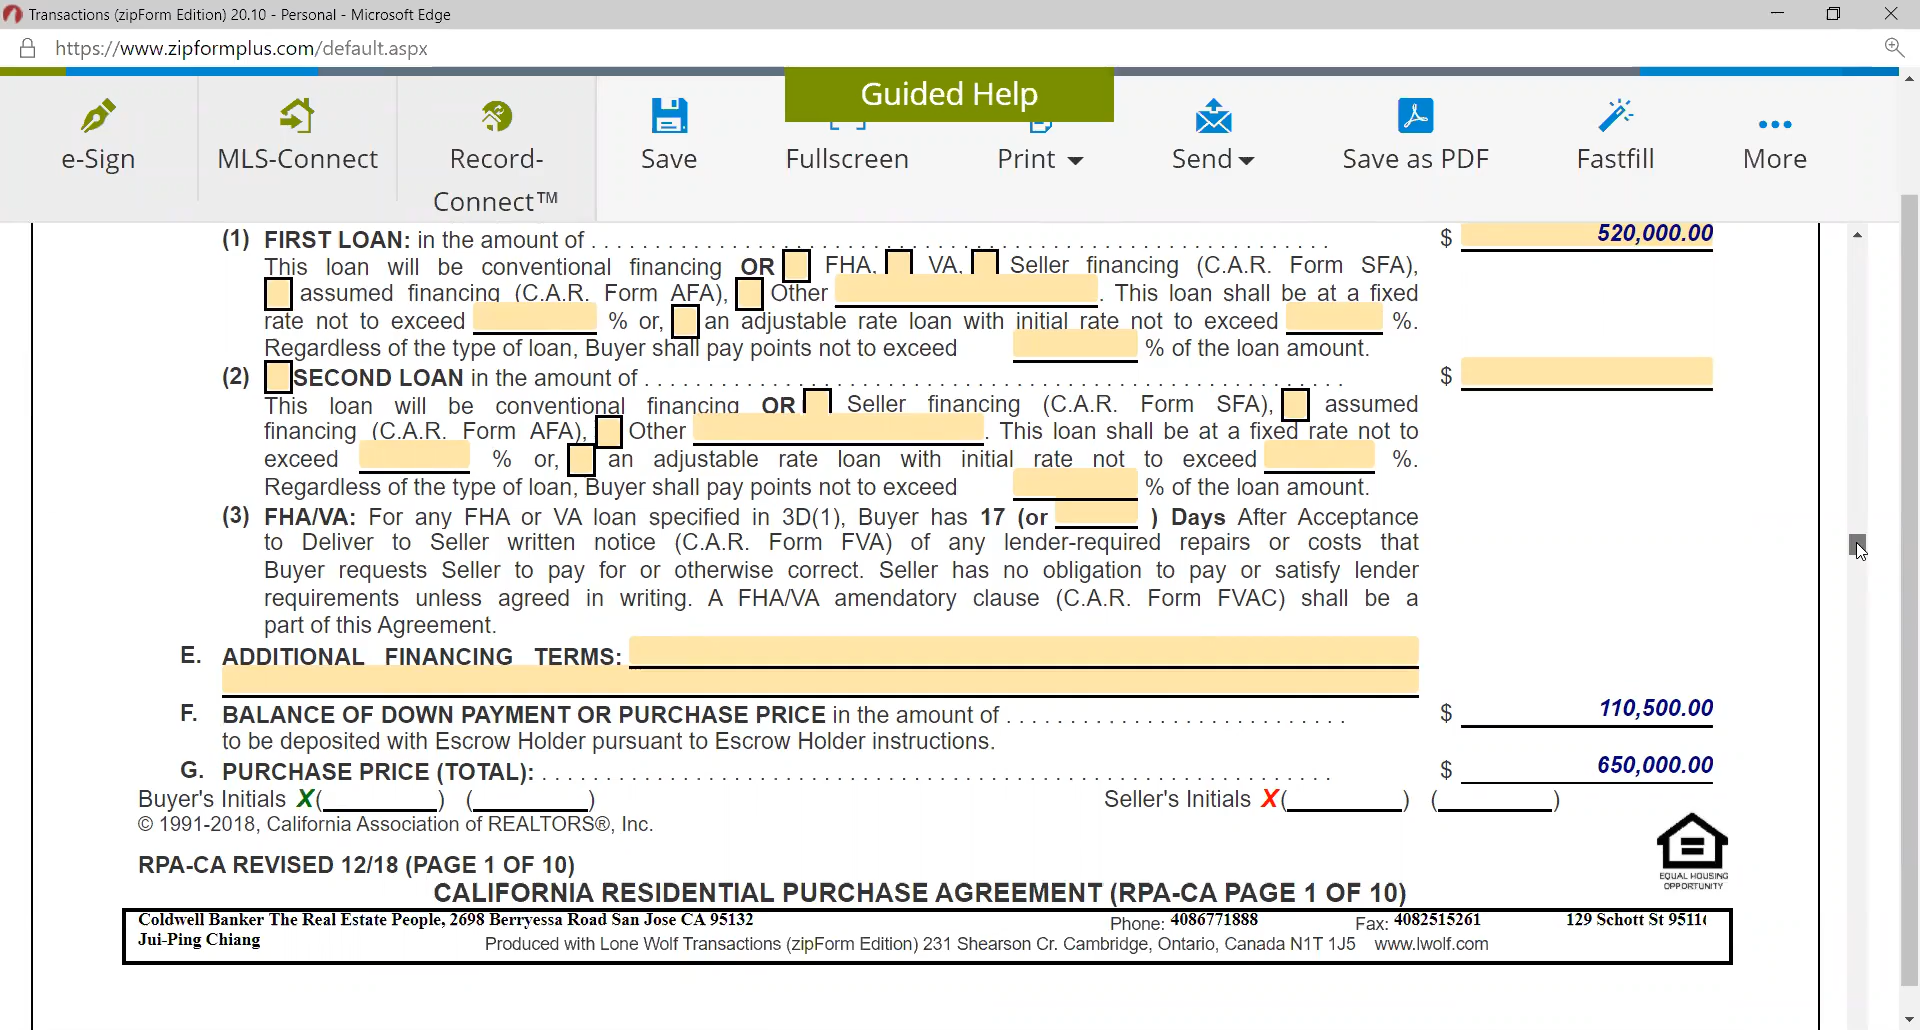 Transactions (zipForm Edition) 20.10 - Personal - Microsoft Edge
https://www.zipformplus.com/default.aspx
Guided Help
e-Sign
MLS-Connect
Record-
Connect™
Save
Fullscreen
Print
Send
Save as PDF
Fastfill
More
(1) FIRST LOAN: in the amount of . . . . . . . . . . . . . . . . . . . . $ 520,000.00
This loan will be conventional financing OR FHA, VA, Seller financing (C.A.R. Form SFA),
assumed financing (C.A.R. Form AFA), Other . This loan shall be at a fixed
rate not to exceed % or, an adjustable rate loan with initial rate not to exceed %.
Regardless of the type of loan, Buyer shall pay points not to exceed % of the loan amount.
(2) SECOND LOAN in the amount of . . . . . . . . . . . . . . . . . . . . $
This loan will be conventional financing OR Seller financing (C.A.R. Form SFA), assumed
financing (C.A.R. Form AFA), Other . This loan shall be at a fixed rate not to
exceed % or, an adjustable rate loan with initial rate not to exceed %.
Regardless of the type of loan, Buyer shall pay points not to exceed % of the loan amount.
(3) FHA/VA: For any FHA or VA loan specified in 3D(1), Buyer has 17 (or ) Days After Acceptance
to Deliver to Seller written notice (C.A.R. Form FVA) of any lender-required repairs or costs that
Buyer requests Seller to pay for or otherwise correct. Seller has no obligation to pay or satisfy lender
requirements unless agreed in writing. A FHA/VA amendatory clause (C.A.R. Form FVAC) shall be a
part of this Agreement.
E. ADDITIONAL FINANCING TERMS:
F. BALANCE OF DOWN PAYMENT OR PURCHASE PRICE in the amount of . . . . . . . . . . . . . . . . . . . . $ 110,500.00
to be deposited with Escrow Holder pursuant to Escrow Holder instructions.
G. PURCHASE PRICE (TOTAL): . . . . . . . . . . . . . . . . . . . . $ 650,000.00
Buyer's Initials X( ) ( ) Seller's Initials X( ) ( )
© 1991-2018, California Association of REALTORS®, Inc.
EQUAL HOUSING
OPPORTUNITY
RPA-CA REVISED 12/18 (PAGE 1 OF 10)
CALIFORNIA RESIDENTIAL PURCHASE AGREEMENT (RPA-CA PAGE 1 OF 10)
Coldwell Banker The Real Estate People, 2698 Berryessa Road San Jose CA 95132 Phone: 4086771888 Fax: 4082515261 129 Schott St
Jui-Ping Chiang Produced with Lone Wolf Transactions (zipForm Edition) 231 Shearson Cr. Cambridge, Ontario, Canada N1T 1J5 www.lwolf.com